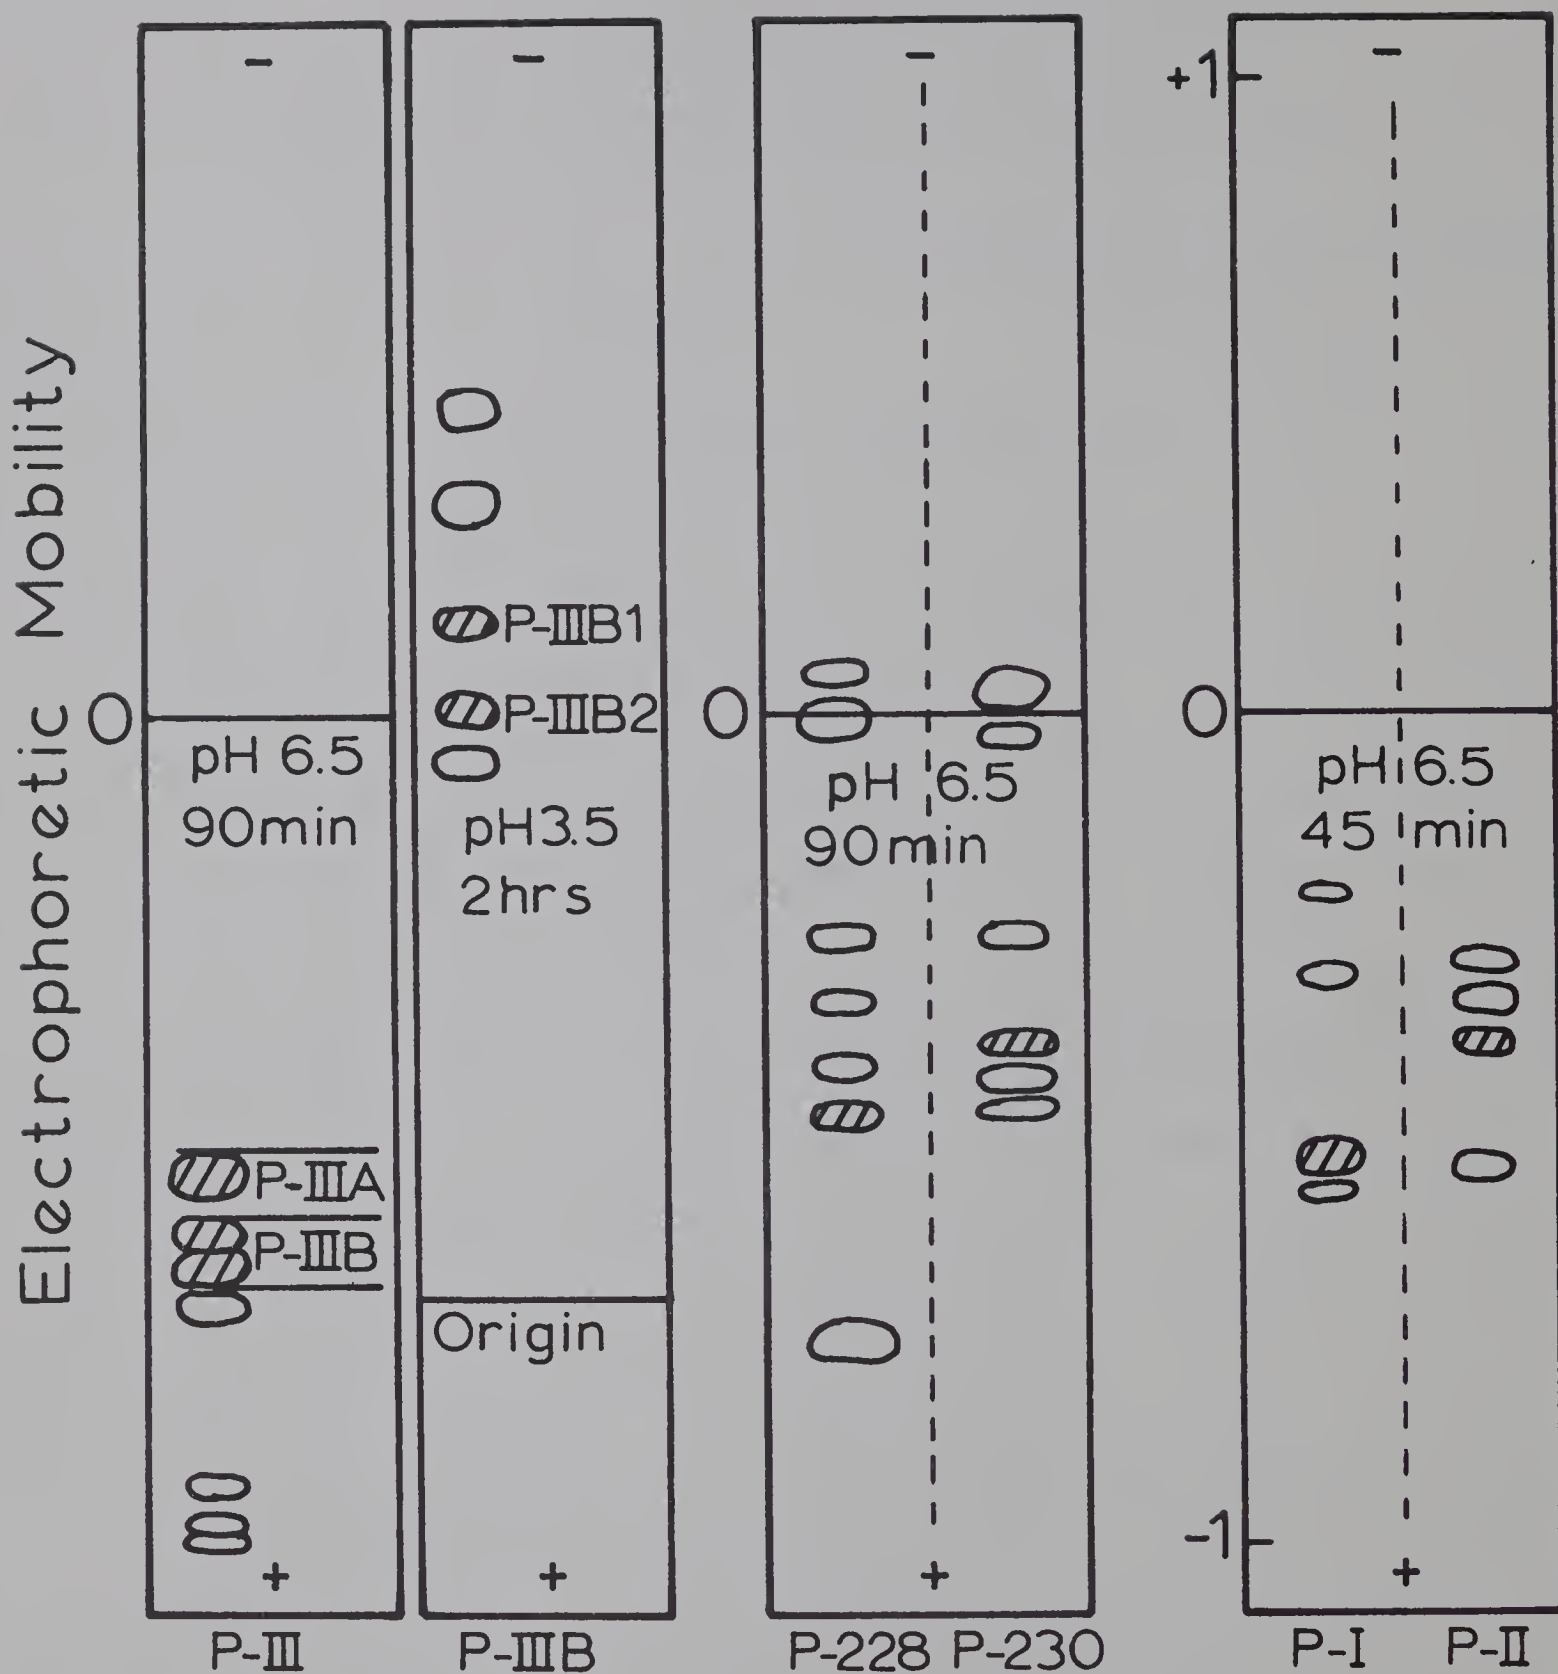 Electrophoretic Mobility
-
0
pH 6.5
90min
P-IIIA
P-IIIB
+
P-III
-
P-IIIB1
P-IIIB2
pH3.5
2hrs
Origin
+
P-IIIB
-
0
pH 6.5
90min
+
P-228 P-230
-
+1
0
pH 6.5
45 min
-1
+
P-I P-II